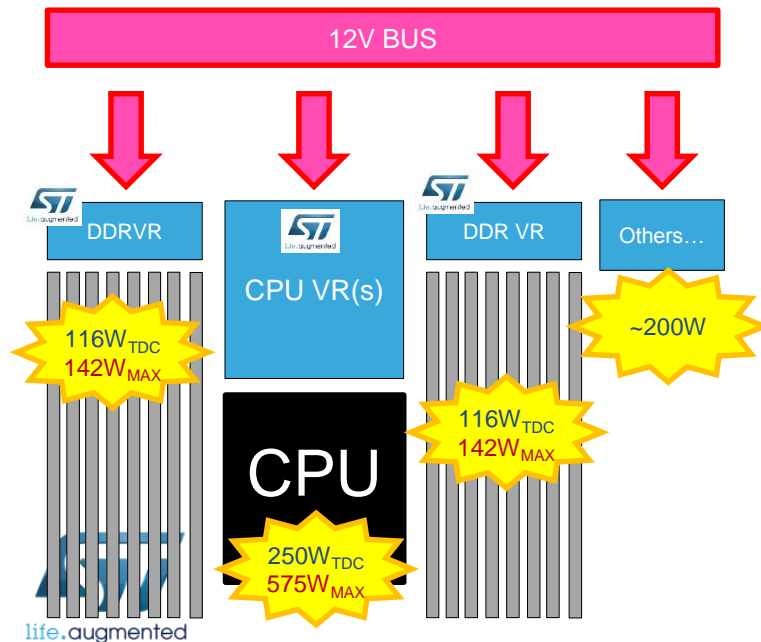 12V BUS
life.augmented
DDRVR
life.augmented
CPU VR(s)
life.augmented
DDR VR
Others…
116WTDC
142WMAX
~200W
116WTDC
142WMAX
CPU
250WTDC
575WMAX
life.augmented